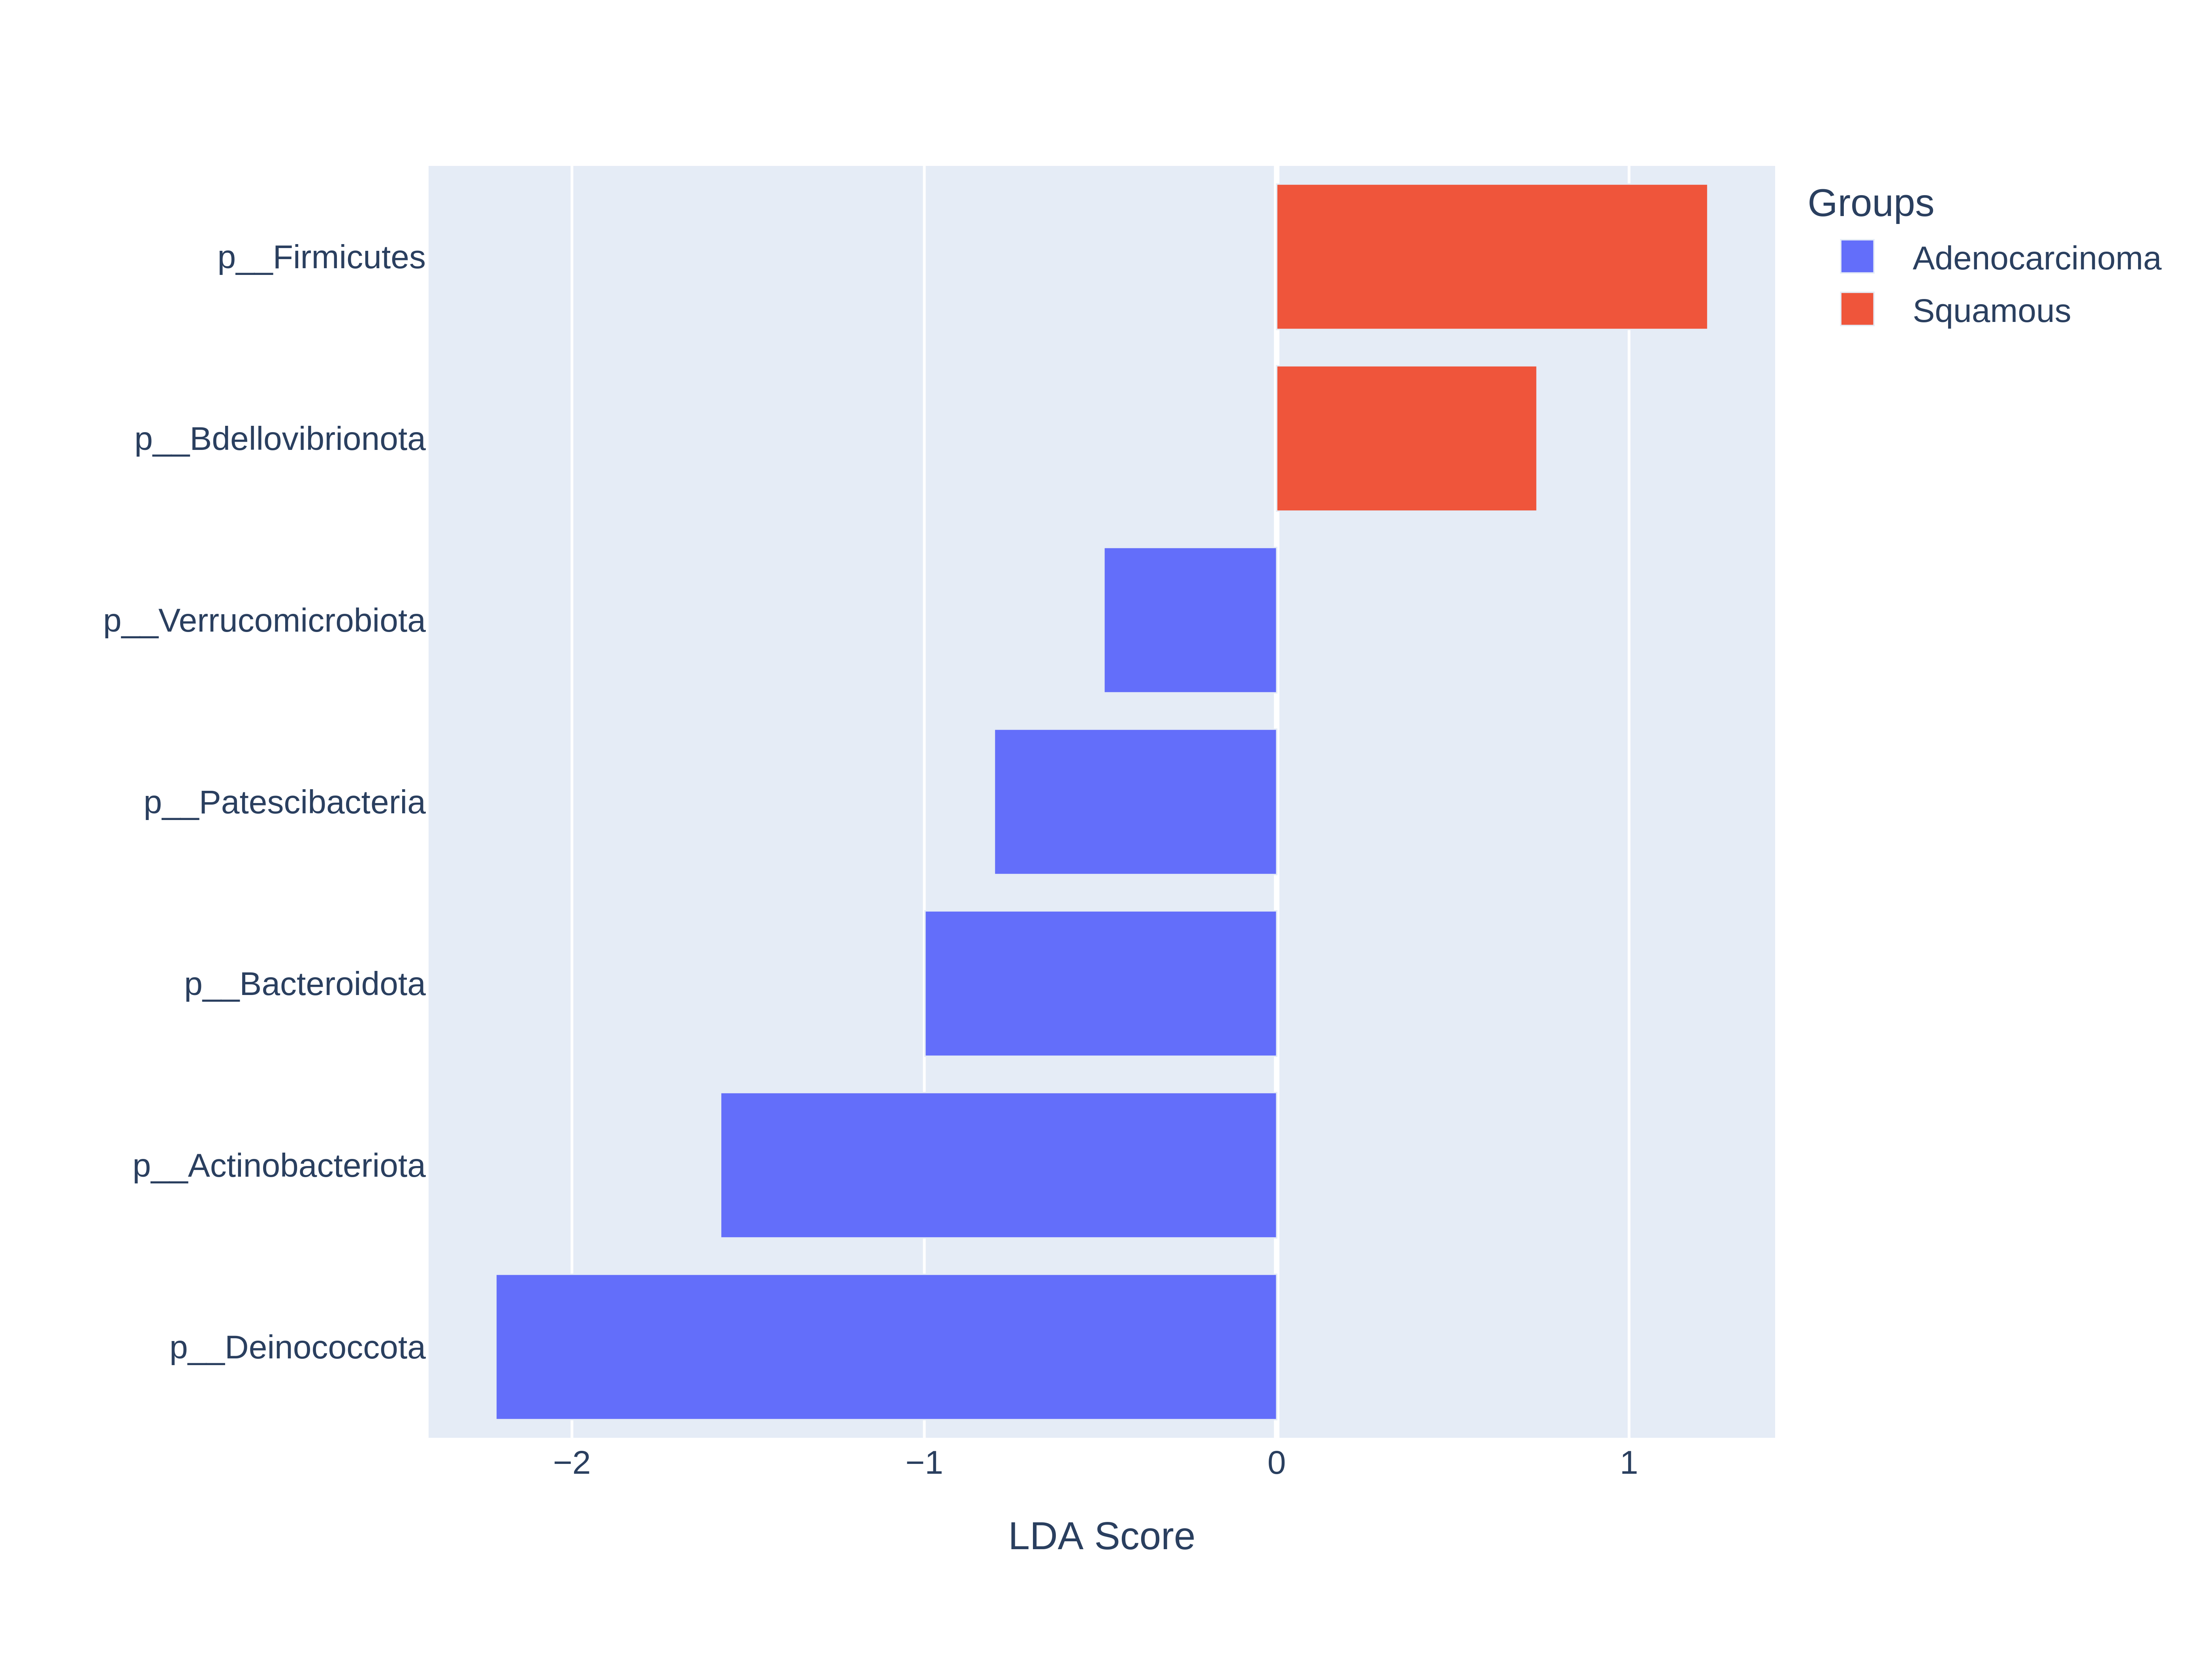 Groups
Adenocarcinoma
Squamous
p__Firmicutes
p__Bdellovibrionota
p__Verrucomicrobiota
p__Patescibacteria
p__Bacteroidota
p__Actinobacteriota
p__Deinococcota
−2 −1 0 1
LDA Score